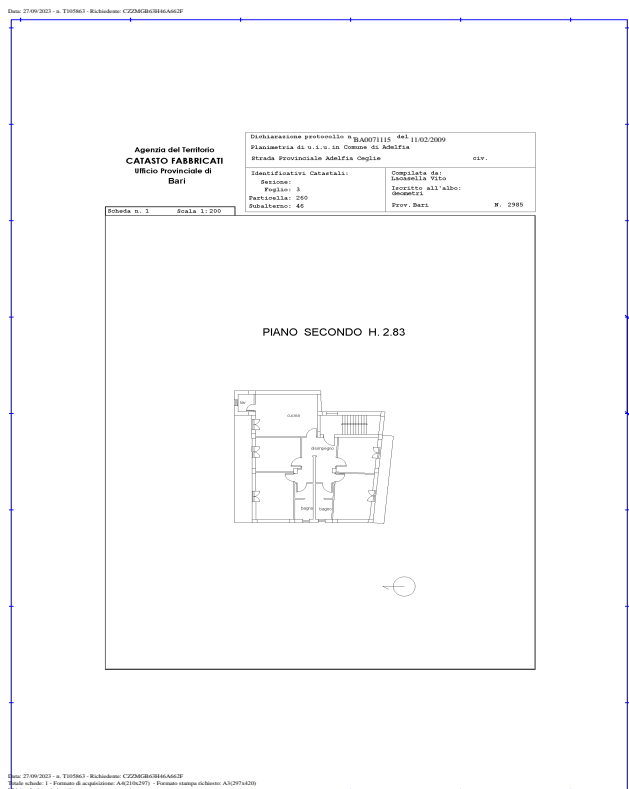 Data: 27/09/2023 - n. T105863 - Richiedente: CZZMGB63H46A662F
Agenzia del Territorio
CATASTO FABBRICATI
Ufficio Provinciale di
Bari
Dichiarazione protocollo n. BA0071115 del 11/02/2009
Planimetria di u.i.u. in Comune di Adelfia
Strada Provinciale Adelfia Ceglie civ.
Identificativi Catastali:
Sezione:
Foglio: 3
Particella: 260
Subalterno: 46
Compilata da:
Lacasella Vito
Iscritto all'albo:
Geometri
Prov. Bari N. 2985
Scheda n. 1 Scala 1:200
PIANO SECONDO H. 2.83
cucina
disimpegno
bagno
bagno
Data: 27/09/2023 - n. T105863 - Richiedente: CZZMGB63H46A662F
Totale schede: 1 - Formato di acquisizione: A4(210x297) - Formato stampa richiesto: A3(297x420)